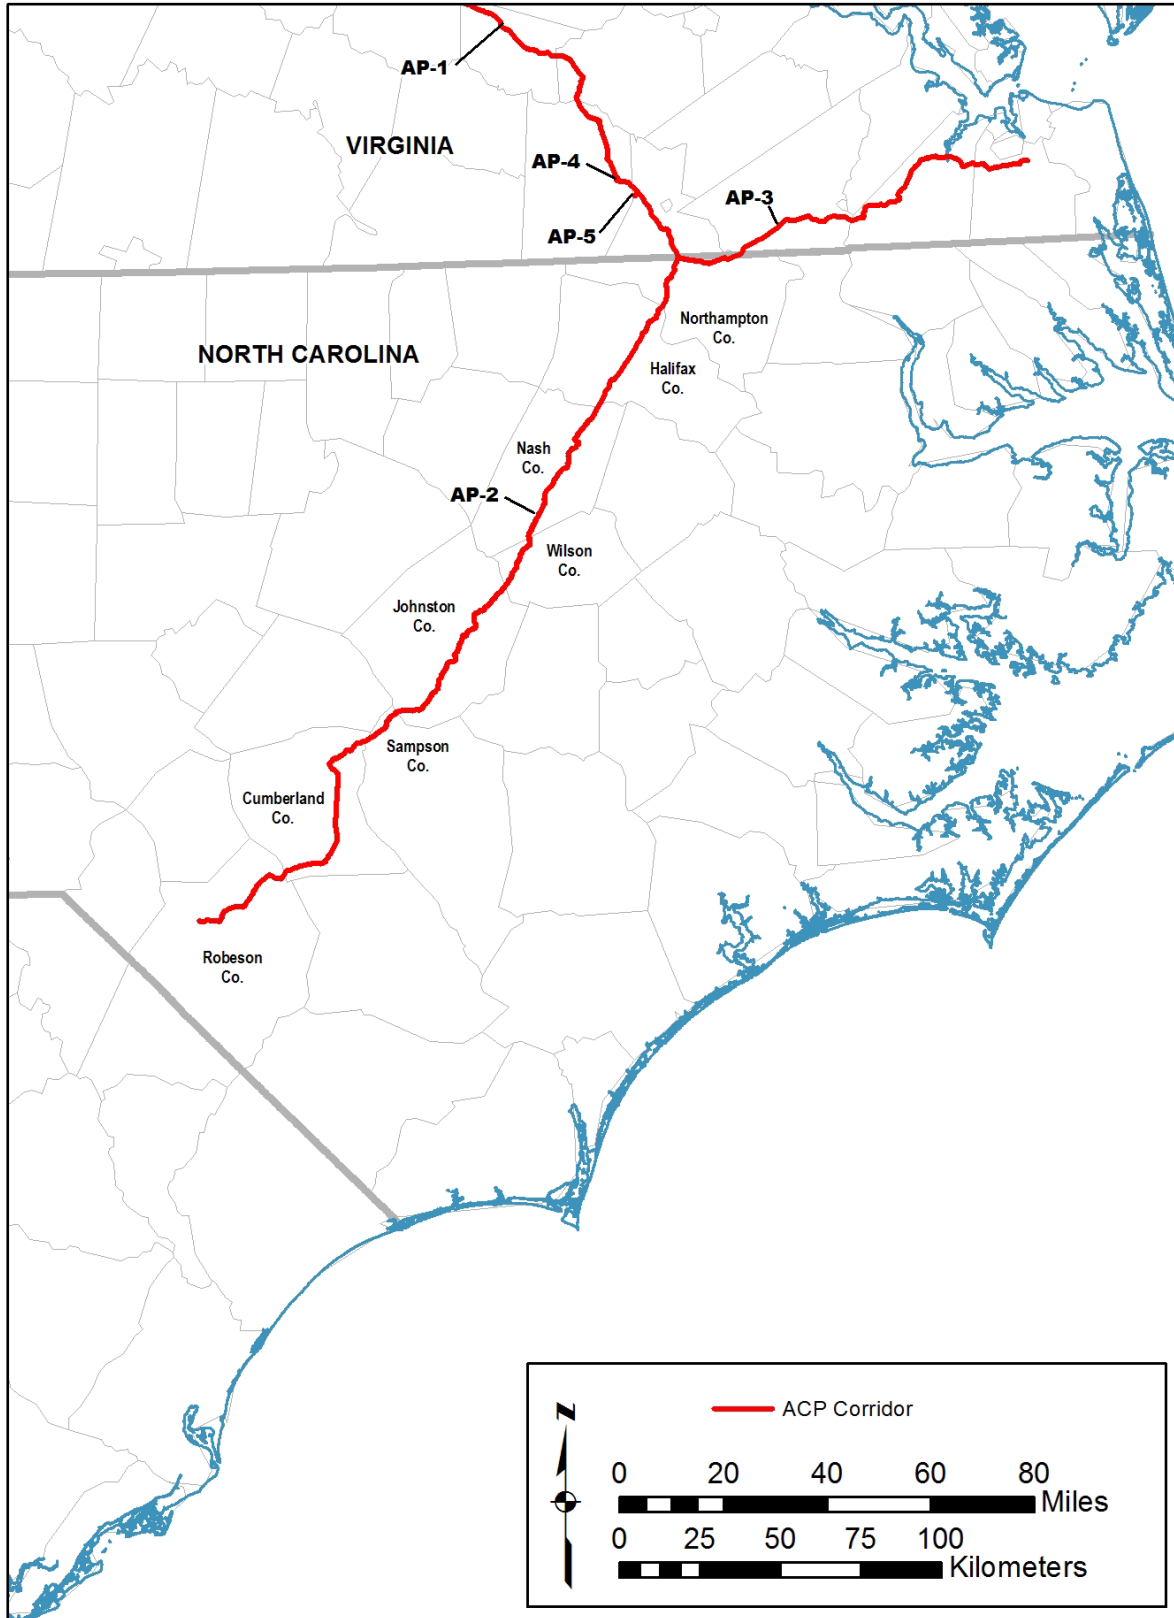 AP-1
VIRGINIA
AP-4
AP-3
AP-5
Northampton
Co.
NORTH CAROLINA
Halifax
Co.
Nash
Co.
AP-2
Wilson
Co.
Johnston
Co.
Sampson
Co.
Cumberland
Co.
Robeson
Co.
ACP Corridor
N
0 20 40 60 80
Miles
0 25 50 75 100
Kilometers